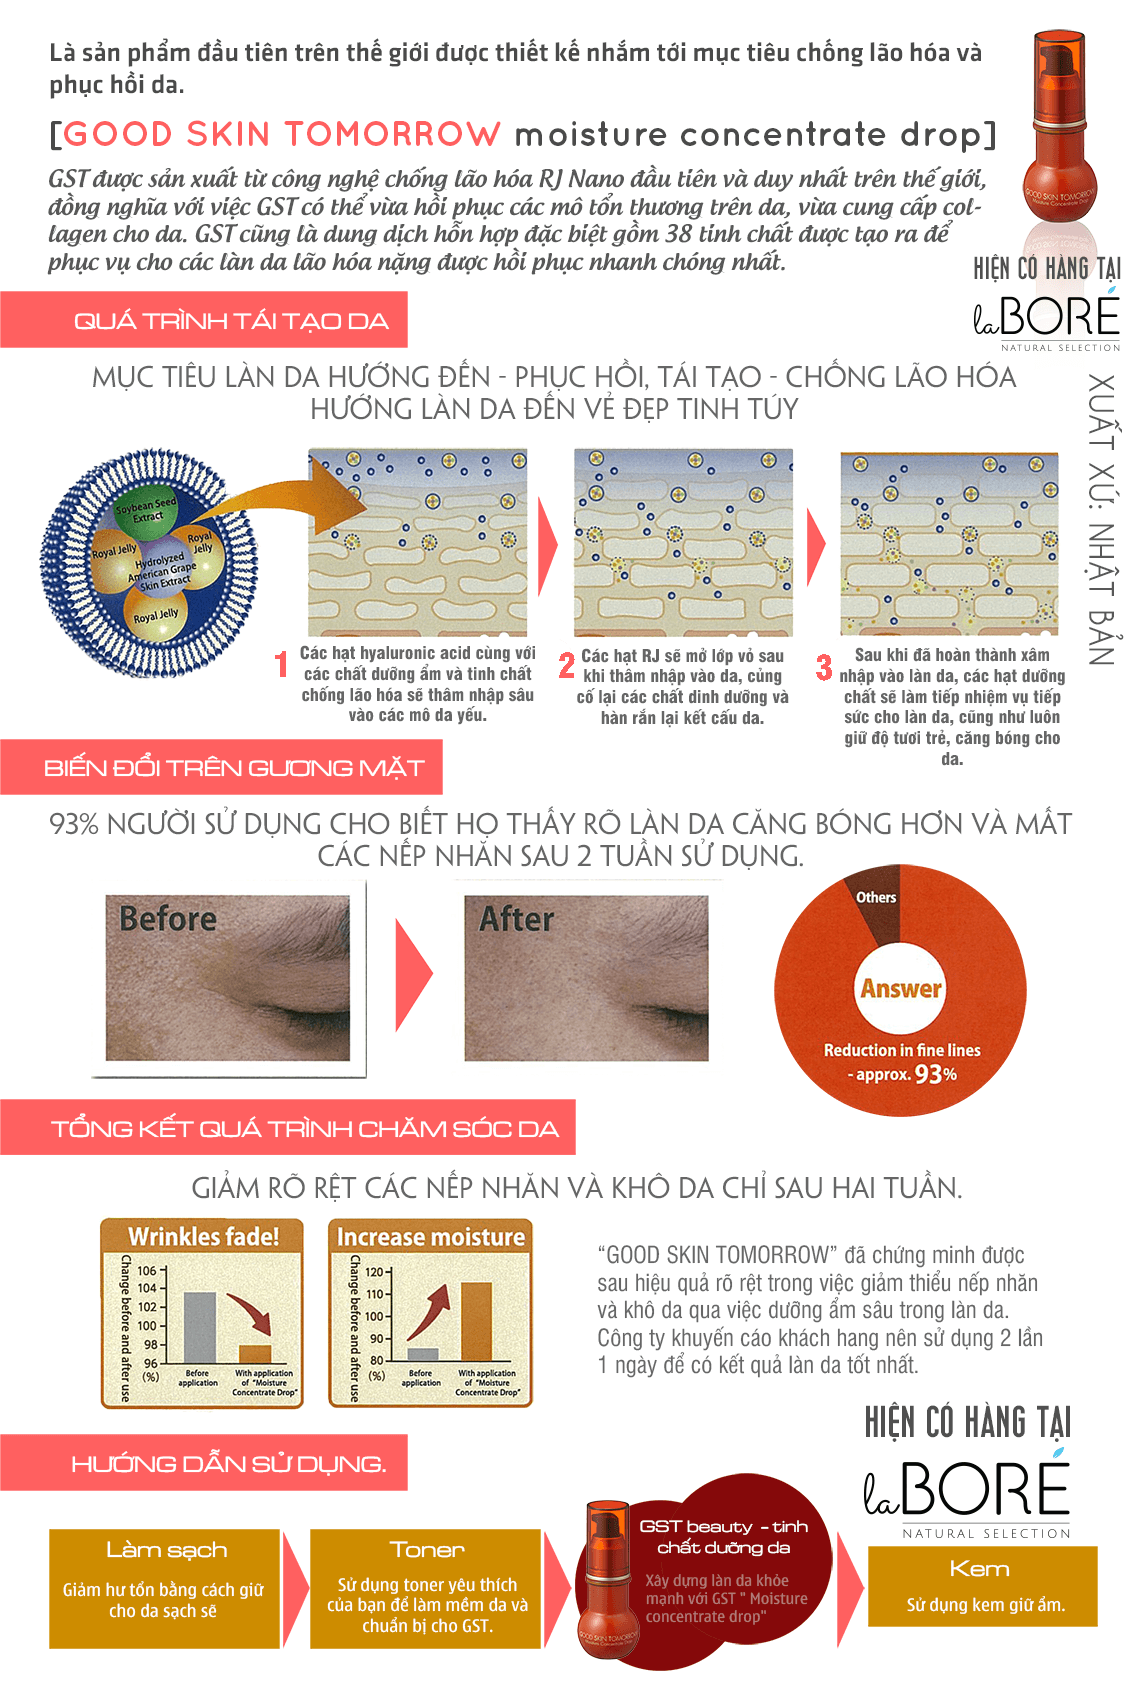 Là sản phẩm đầu tiên trên thế giới được thiết kế nhắm tới mục tiêu chống lão hóa và
phục hồi da.
[GOOD SKIN TOMORROW moisture concentrate drop]
GST được sản xuất từ công nghệ chống lão hóa RJ Nano đầu tiên và duy nhất trên thế giới,
đồng nghĩa với việc GST có thể vừa hồi phục các mô tổn thương trên da, vừa cung cấp col-
lagen cho da. GST cũng là dung dịch hỗn hợp đặc biệt gồm 38 tinh chất được tạo ra để
phục vụ cho các làn da lão hóa nặng được hồi phục nhanh chóng nhất.
GOOD SKIN TOMORROW
Moisture Concentrate Drop
HIỆN CÓ HÀNG TẠI
laBORÉ
NATURAL SELECTION
XUẤT XỨ: NHẬT BẢN
QUÁ TRÌNH TÁI TẠO DA
MỤC TIÊU LÀN DA HƯỚNG ĐẾN - PHỤC HỒI, TÁI TẠO - CHỐNG LÃO HÓA
HƯỚNG LÀN DA ĐẾN VẺ ĐẸP TINH TÚY
Soybean Seed
Extract
Royal Jelly
Royal
Jelly
Hydrolyzed
American Grape
Skin Extract
Royal Jelly
1
Các hạt hyaluronic acid cùng với
các chất dưỡng ẩm và tinh chất
chống lão hóa sẽ thâm nhập sâu
vào các mô da yếu.
2
Các hạt RJ sẽ mở lớp vỏ sau
khi thâm nhập vào da, củng
cố lại các chất dinh dưỡng và
hàn rắn lại kết cấu da.
3
Sau khi đã hoàn thành xâm
nhập vào làn da, các hạt dưỡng
chất sẽ làm tiếp nhiệm vụ tiếp
sức cho làn da, cũng như luôn
giữ độ tươi trẻ, căng bóng cho
da.
BIẾN ĐỔI TRÊN GƯƠNG MẶT
93% NGƯỜI SỬ DỤNG CHO BIẾT HỌ THẤY RÕ LÀN DA CĂNG BÓNG HƠN VÀ MẤT
CÁC NẾP NHĂN SAU 2 TUẦN SỬ DỤNG.
Before
After
Others
Answer
Reduction in fine lines
- approx. 93%
TỔNG KẾT QUÁ TRÌNH CHĂM SÓC DA
GIẢM RÕ RỆT CÁC NẾP NHĂN VÀ KHÔ DA CHỈ SAU HAI TUẦN.
Wrinkles fade!
Change before and after use
106
104
102
100
98
96
(%)
Before
application
With application
of "Moisture
Concentrate Drop"
Increase moisture
Change before and after use
120
110
100
90
80
(%)
Before
application
With application
of "Moisture
Concentrate Drop"
“GOOD SKIN TOMORROW” đã chứng minh được
sau hiệu quả rõ rệt trong việc giảm thiểu nếp nhăn
và khô da qua việc dưỡng ẩm sâu trong làn da.
Công ty khuyến cáo khách hang nên sử dụng 2 lần
1 ngày để có kết quả làn da tốt nhất.
HIỆN CÓ HÀNG TẠI
laBORÉ
NATURAL SELECTION
HƯỚNG DẪN SỬ DỤNG.
Làm sạch
Giảm hư tổn bằng cách giữ
cho da sạch sẽ
Toner
Sử dụng toner yêu thích
của bạn để làm mềm da và
chuẩn bị cho GST.
GOOD SKIN TOMORROW
Moisture Concentrate Drop
GST beauty - tinh
chất dưỡng da
Xây dựng làn da khỏe
mạnh với GST " Moisture
concentrate drop"
Kem
Sử dụng kem giữ ẩm.